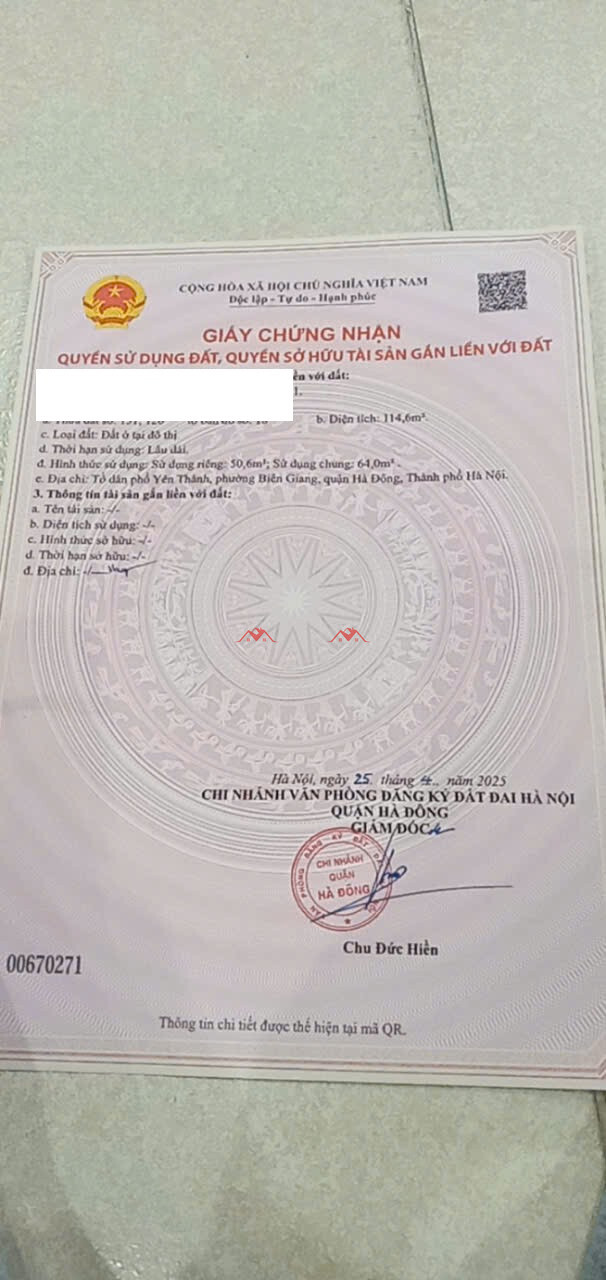 CỘNG HÒA XÃ HỘI CHỦ NGHĨA VIỆT NAM
Độc lập - Tự do - Hạnh phúc
GIẤY CHỨNG NHẬN
QUYỀN SỬ DỤNG ĐẤT, QUYỀN SỞ HỮU TÀI SẢN GẮN LIỀN VỚI ĐẤT
ền với đất:
1.
b. Diện tích: 114,6m².
c. Loại đất: Đất ở tại đô thị
d. Thời hạn sử dụng: Lâu dài.
đ. Hình thức sử dụng: Sử dụng riêng: 50,6m²; Sử dụng chung: 64,0m².
e. Địa chỉ: Tổ dân phố Yên Thành, phường Biên Giang, quận Hà Đông, Thành phố Hà Nội.
3. Thông tin tài sản gắn liền với đất:
a. Tên tài sản: -/-
b. Diện tích sử dụng: -/-
c. Hình thức sở hữu: -/-
d. Thời hạn sở hữu: -/-
đ. Địa chỉ: -/-
Hà Nội, ngày 25. tháng 4.. năm 2025
CHI NHÁNH VĂN PHÒNG ĐĂNG KÝ ĐẤT ĐAI HÀ NỘI
QUẬN HÀ ĐÔNG
GIÁM ĐỐC
CHI NHÁNH
QUẬN
HÀ ĐÔNG
Chu Đức Hiền
00670271
Thông tin chi tiết được thể hiện tại mã QR.